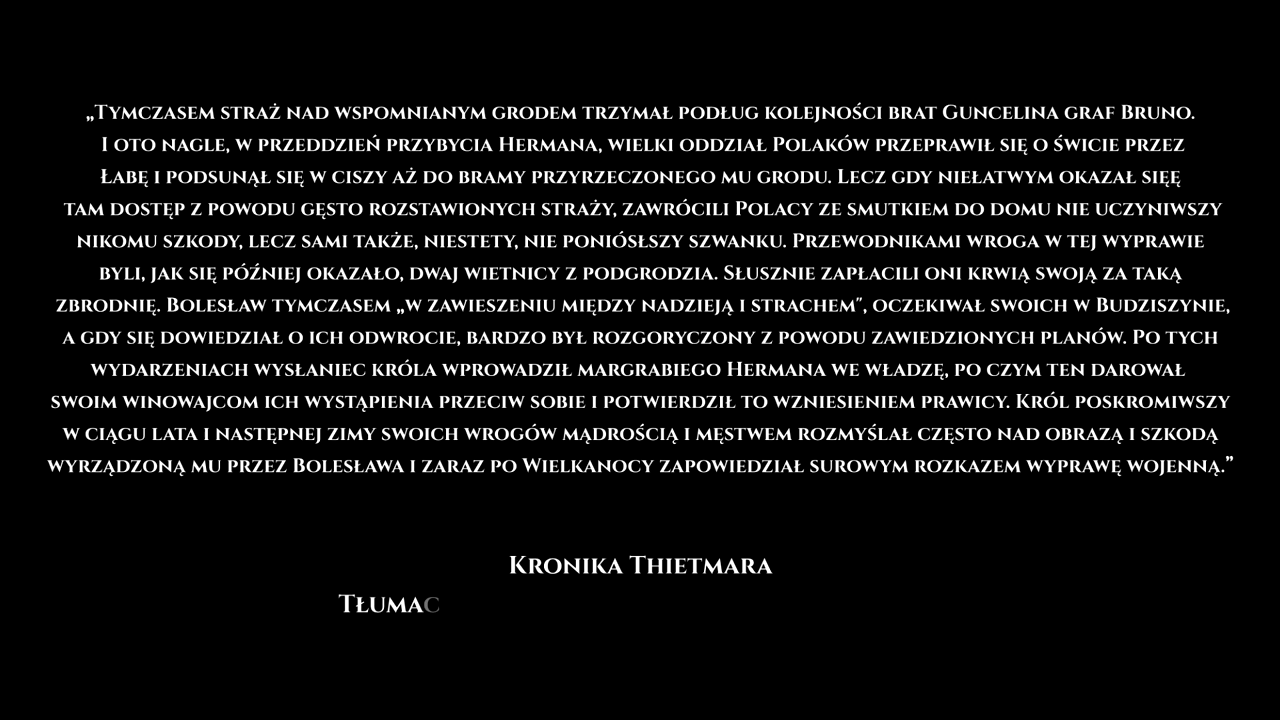 „Tymczasem straż nad wspomnianym grodem trzymał podług kolejności brat Guncelina graf Bruno.
I oto nagle, w przeddzień przybycia Hermana, wielki oddział Polaków przeprawił się o świcie przez
Łabę i podsunął się w ciszy aż do bramy przyrzeczonego mu grodu. Lecz gdy niełatwym okazał sięę
tam dostęp z powodu gęsto rozstawionych straży, zawrócili Polacy ze smutkiem do domu nie uczyniwszy
nikomu szkody, lecz sami także, niestety, nie poniósłszy szwanku. Przewodnikami wroga w tej wyprawie
byli, jak się później okazało, dwaj wietnicy z podgrodzia. Słusznie zapłacili oni krwią swoją za taką
zbrodnię. Bolesław tymczasem „w zawieszeniu między nadzieją i strachem", oczekiwał swoich w Budziszynie,
a gdy się dowiedział o ich odwrocie, bardzo był rozgoryczony z powodu zawiedzionych planów. Po tych
wydarzeniach wysłaniec króla wprowadził margrabiego Hermana we władzę, po czym ten darował
swoim winowajcom ich wystąpienia przeciw sobie i potwierdził to wzniesieniem prawicy. Król poskromiwszy
w ciągu lata i następnej zimy swoich wrogów mądrością i męstwem rozmyślał często nad obrazą i szkodą
wyrządzoną mu przez Bolesława i zaraz po Wielkanocy zapowiedział surowym rozkazem wyprawę wojenną.”
Kronika Thietmara
Tłumac